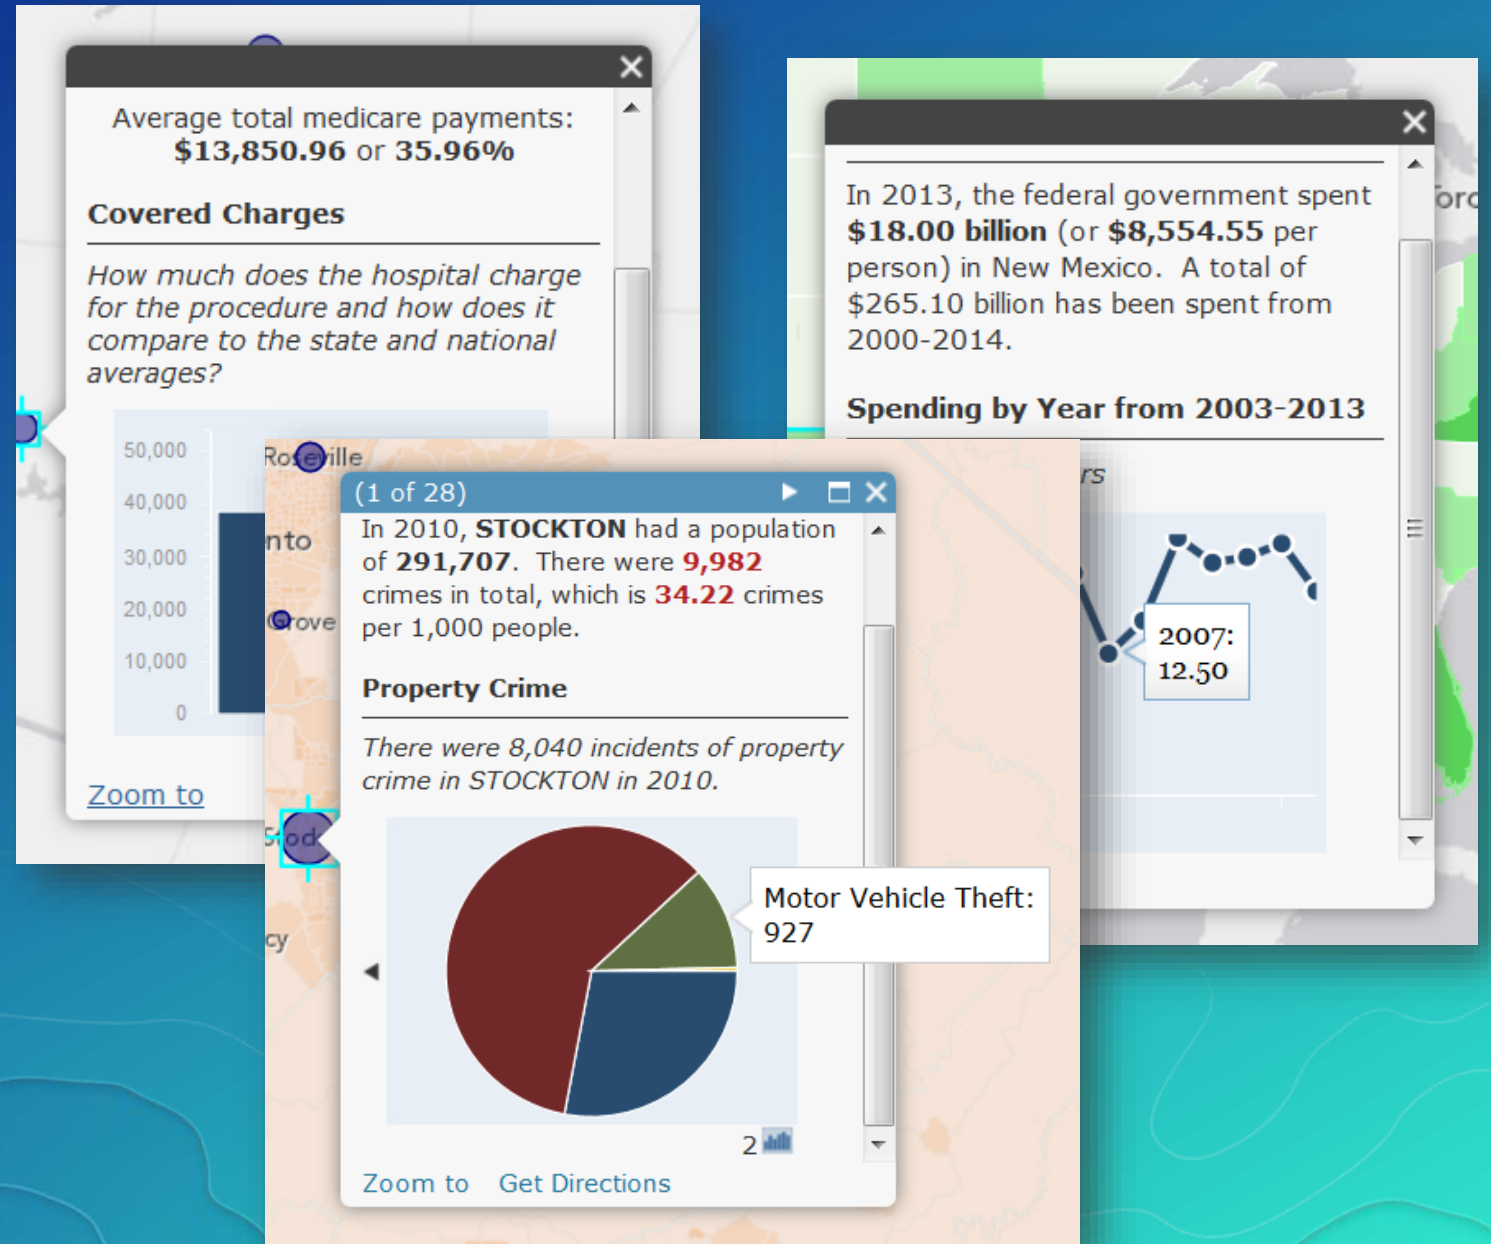 Average total medicare payments:
$13,850.96 or 35.96%
Covered Charges
How much does the hospital charge
for the procedure and how does it
compare to the state and national
averages?
50,000
40,000
30,000
20,000
10,000
0
Zoom to
In 2013, the federal government spent
$18.00 billion (or $8,554.55 per
person) in New Mexico. A total of
$265.10 billion has been spent from
2000-2014.
Spending by Year from 2003-2013
rs
2007:
12.50
Toro
Roseville
nto
Grove
Stod
cy
(1 of 28)
In 2010, STOCKTON had a population
of 291,707. There were 9,982
crimes in total, which is 34.22 crimes
per 1,000 people.
Property Crime
There were 8,040 incidents of property
crime in STOCKTON in 2010.
Motor Vehicle Theft:
927
2
Zoom to Get Directions